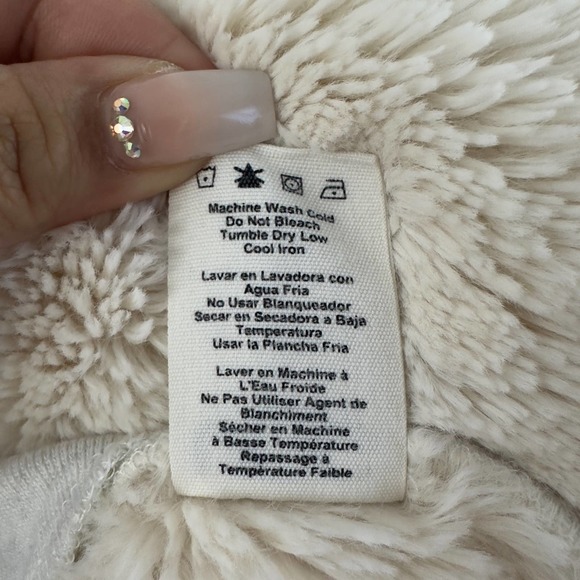 Machine Wash Cold
Do Not Bleach
Tumble Dry Low
Cool Iron
Lavar en Lavadora con
Agua Fria
No Usar Blanqueador
Secar en Secadora a Baja
Temperatura
Usar la Plancha Fria
Laver en Machine à
L'Eau Froide
Ne Pas Utiliser Agent de
Blanchiment
Sécher en Machine
à Basse Température
Repassage à
Température Faible